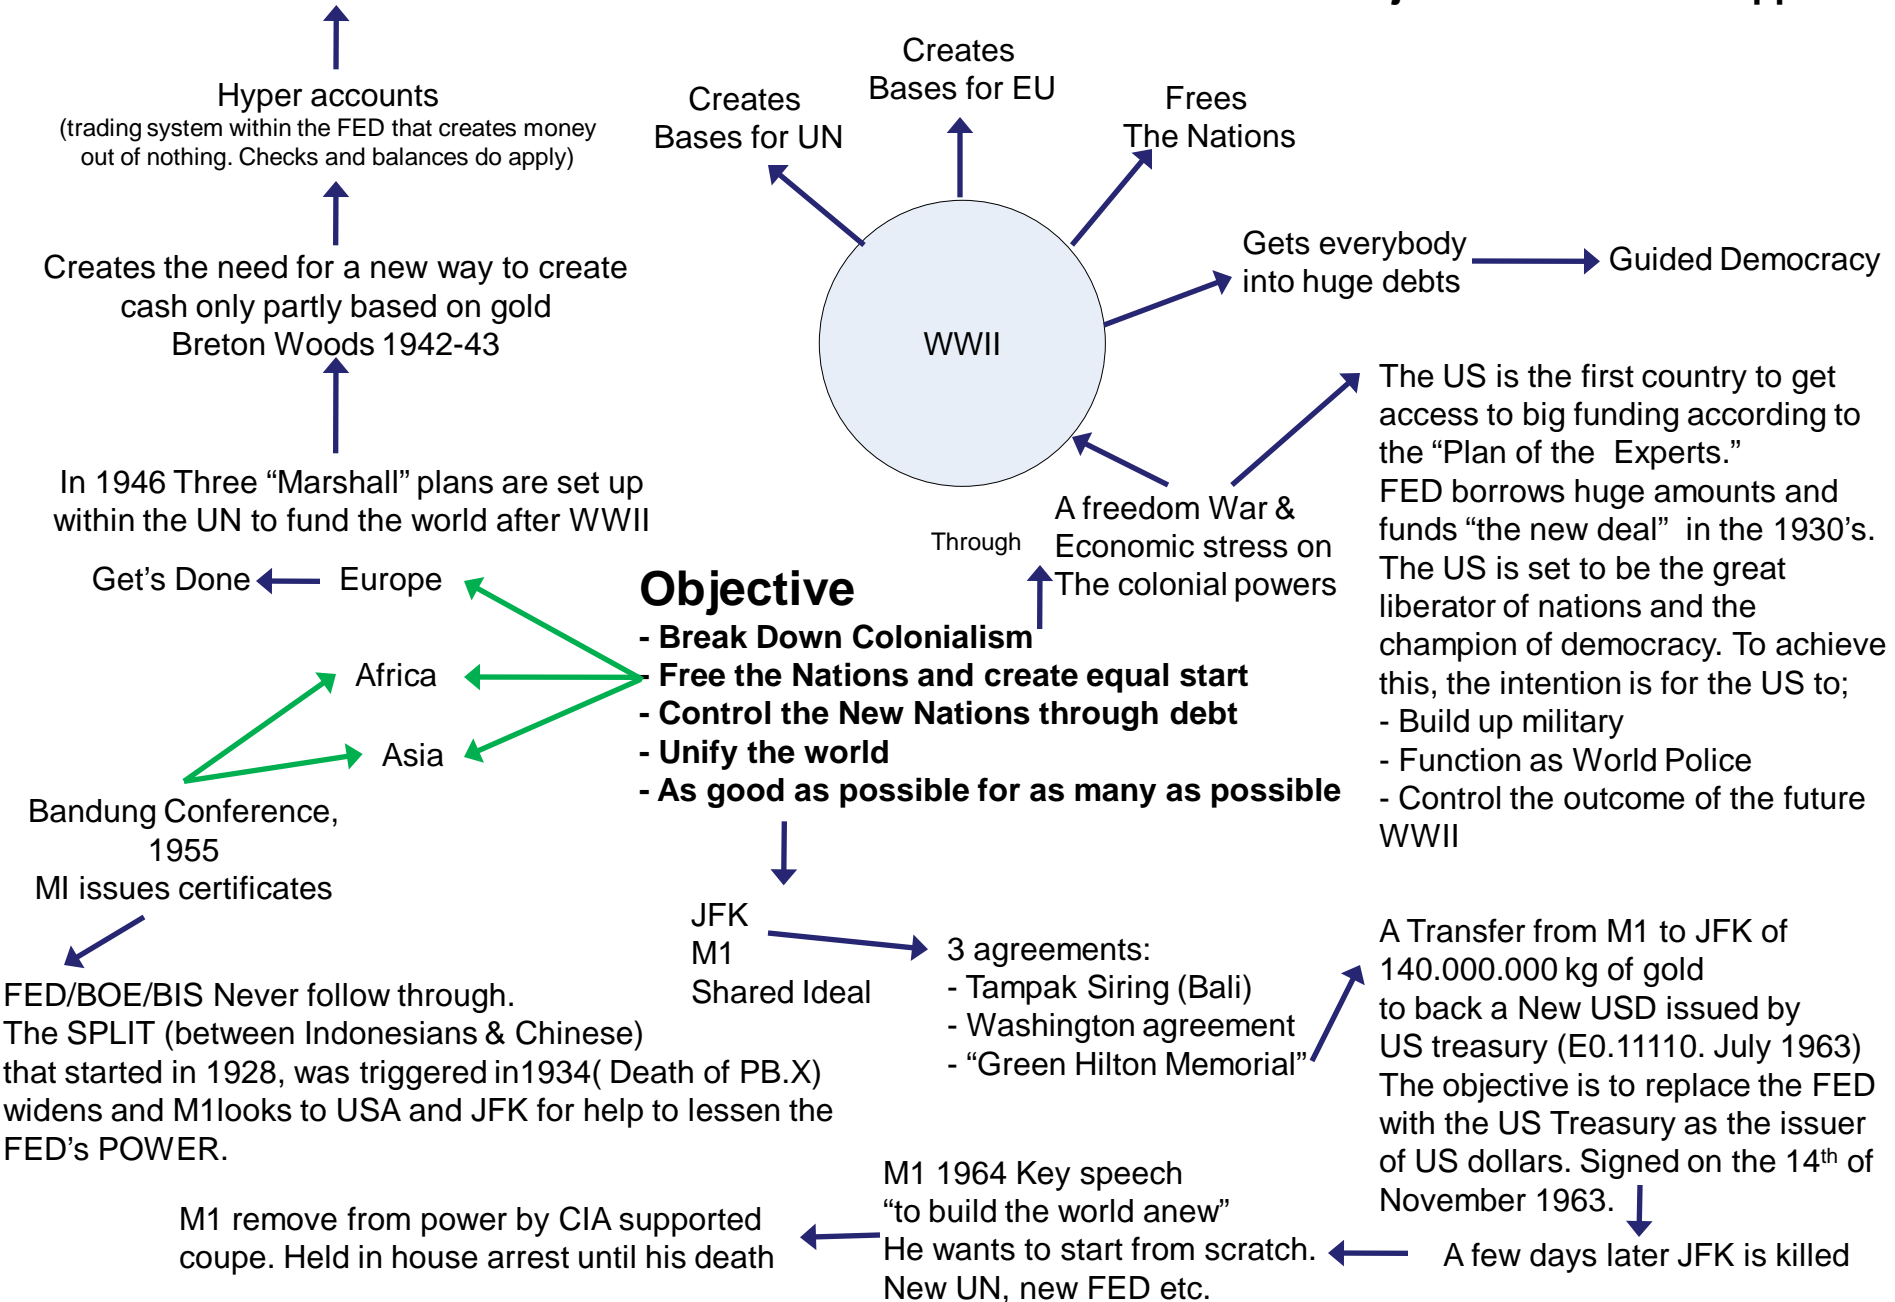 Hyper accounts
(trading system within the FED that creates money
out of nothing. Checks and balances do apply)
Creates the need for a new way to create
cash only partly based on gold
Breton Woods 1942-43
In 1946 Three “Marshall” plans are set up
within the UN to fund the world after WWII
Get's Done
Europe
Africa
Asia
Bandung Conference,
1955
MI issues certificates
FED/BOE/BIS Never follow through.
The SPLIT (between Indonesians & Chinese)
that started in 1928, was triggered in1934( Death of PB.X)
widens and M1looks to USA and JFK for help to lessen the
FED’s POWER.
Creates
Bases for UN
Creates
Bases for EU
Frees
The Nations
WWII
Gets everybody
into huge debts
Guided Democracy
Through
A freedom War &
Economic stress on
The colonial powers
Objective
- Break Down Colonialism
- Free the Nations and create equal start
- Control the New Nations through debt
- Unify the world
- As good as possible for as many as possible
The US is the first country to get
access to big funding according to
the “Plan of the Experts.”
FED borrows huge amounts and
funds “the new deal” in the 1930’s.
The US is set to be the great
liberator of nations and the
champion of democracy. To achieve
this, the intention is for the US to;
- Build up military
- Function as World Police
- Control the outcome of the future
WWII
JFK
M1
Shared Ideal
3 agreements:
- Tampak Siring (Bali)
- Washington agreement
- “Green Hilton Memorial”
A Transfer from M1 to JFK of
140.000.000 kg of gold
to back a New USD issued by
US treasury (E0.11110. July 1963)
The objective is to replace the FED
with the US Treasury as the issuer
of US dollars. Signed on the 14th of
November 1963.
A few days later JFK is killed
M1 1964 Key speech
“to build the world anew”
He wants to start from scratch.
New UN, new FED etc.
M1 remove from power by CIA supported
coupe. Held in house arrest until his death